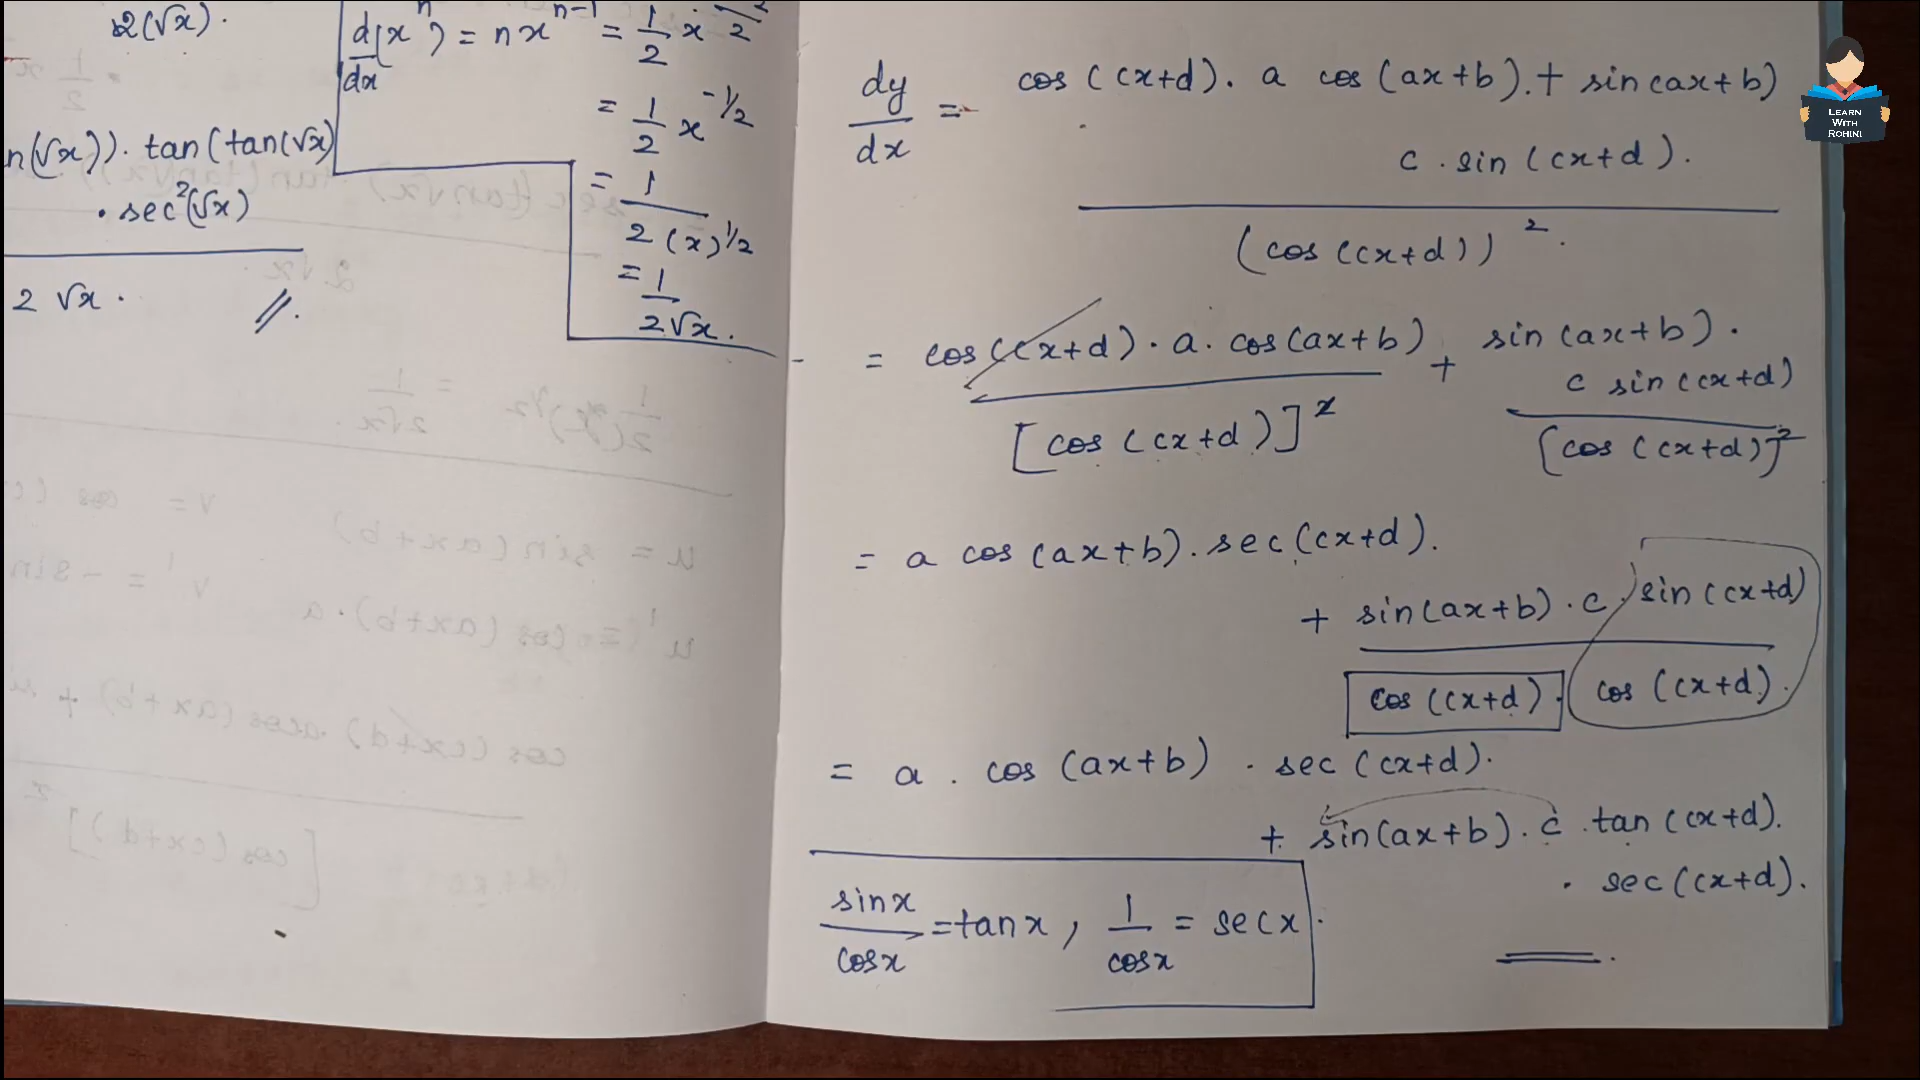 2(√x).
n(√x)). tan(tan(√x)
. sec²(√x)
2 √x .
d/dx (xⁿ) = nxⁿ⁻¹ = 1/2 x
= 1/2 x^(-1/2)
= 1 / 2(x)^(1/2)
= 1 / 2√x.
dy/dx = cos(cx+d). a cos(ax+b).+ sin(ax+b)
c . sin(cx+d).
(cos(cx+d))².
= cos(cx+d). a. cos(ax+b) + sin(ax+b).
c sin(cx+d)
[cos(cx+d)]² [cos(cx+d)]²
= a cos(ax+b). sec(cx+d).
+ sin(ax+b). c . sin(cx+d)
cos(cx+d). cos(cx+d).
= a . cos(ax+b) . sec(cx+d).
+ sin(ax+b). c . tan(cx+d).
. sec(cx+d).
sinx/cosx = tanx, 1/cosx = secx.
LEARN
WITH
ROHINI